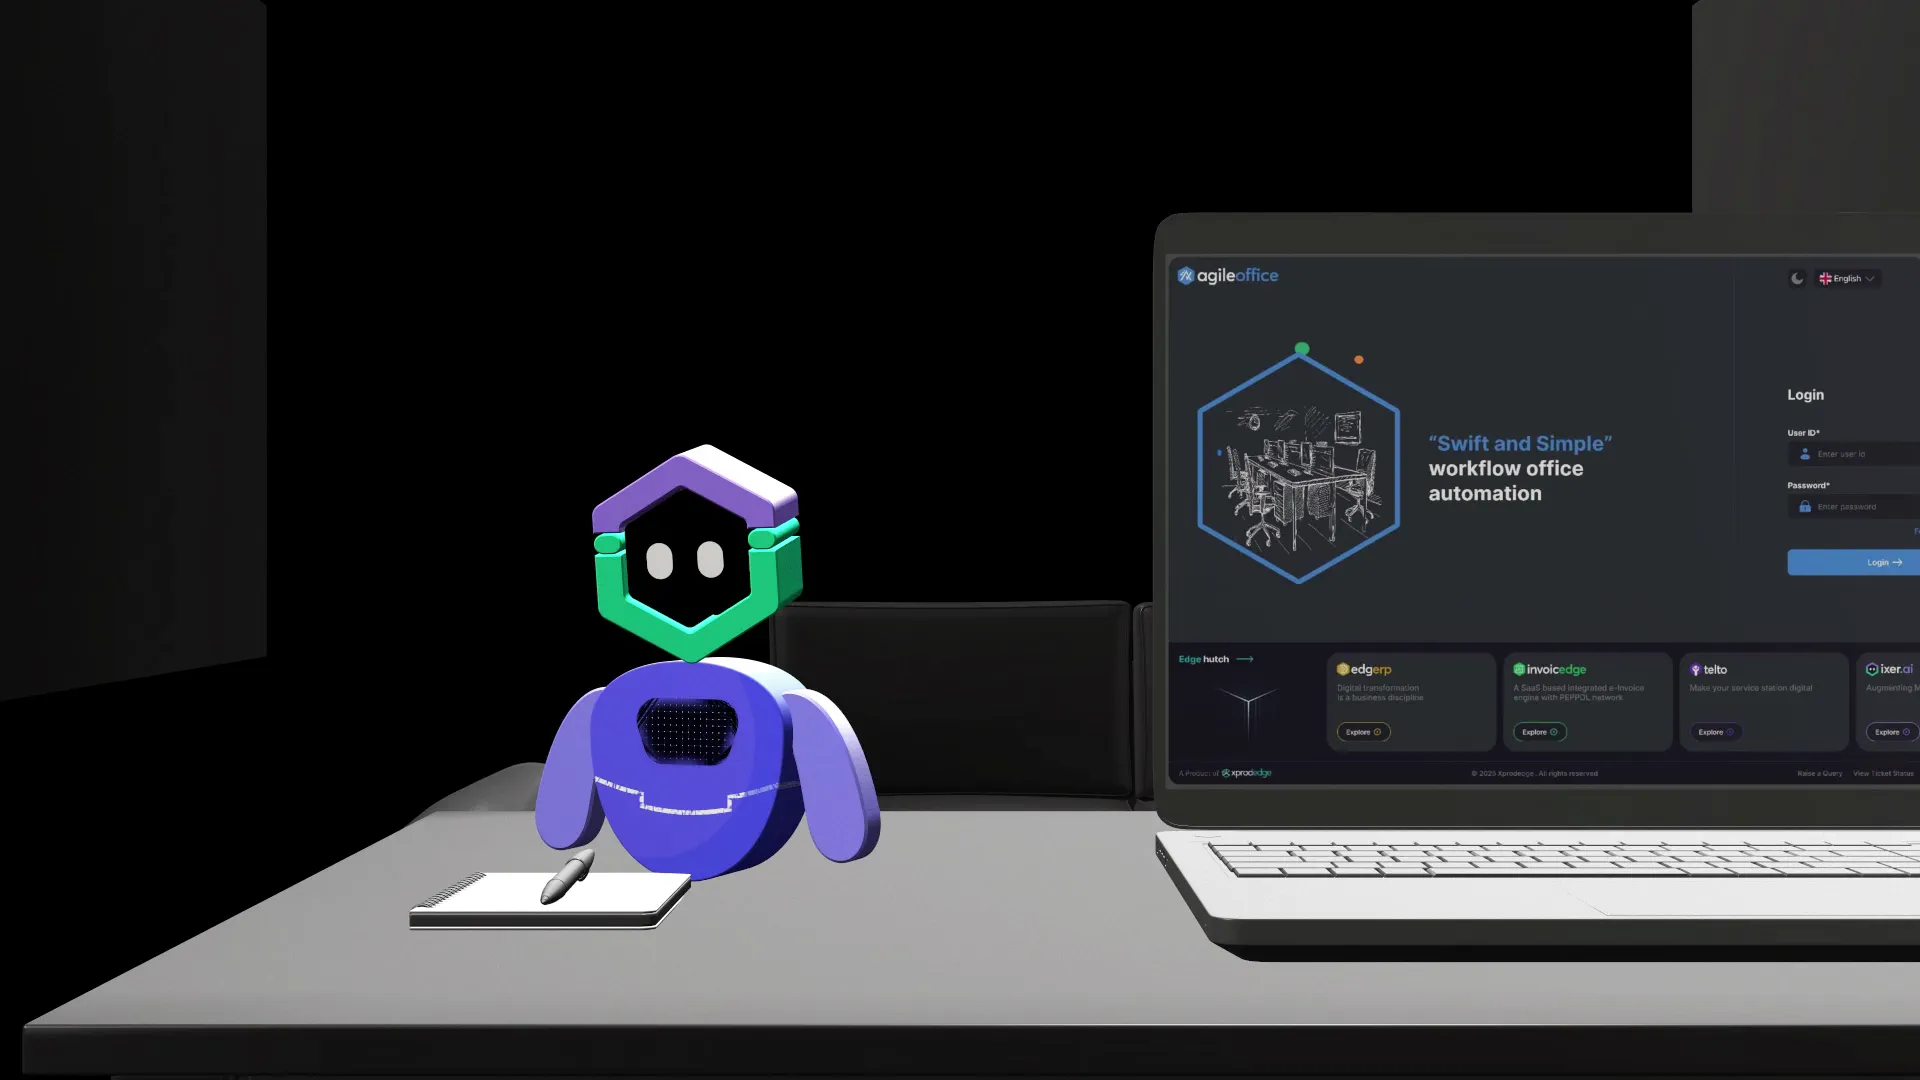 agileoffice
English
“Swift and Simple”
workflow office
automation
Login
User ID*
Enter user id
Password*
Enter password
Login →
Edge hutch →
edgerp
Digital transformation
is a business discipline
Explore
invoicedge
A SaaS based integrated e-Invoice
engine with PEPPOL network
Explore
telto
Make your service station digital
Explore
ixer.ai
Augmenting
Explore
A Product of xprodedge
© 2025 Xprodedge. All rights reserved
Raise a Query
View Ticket Status